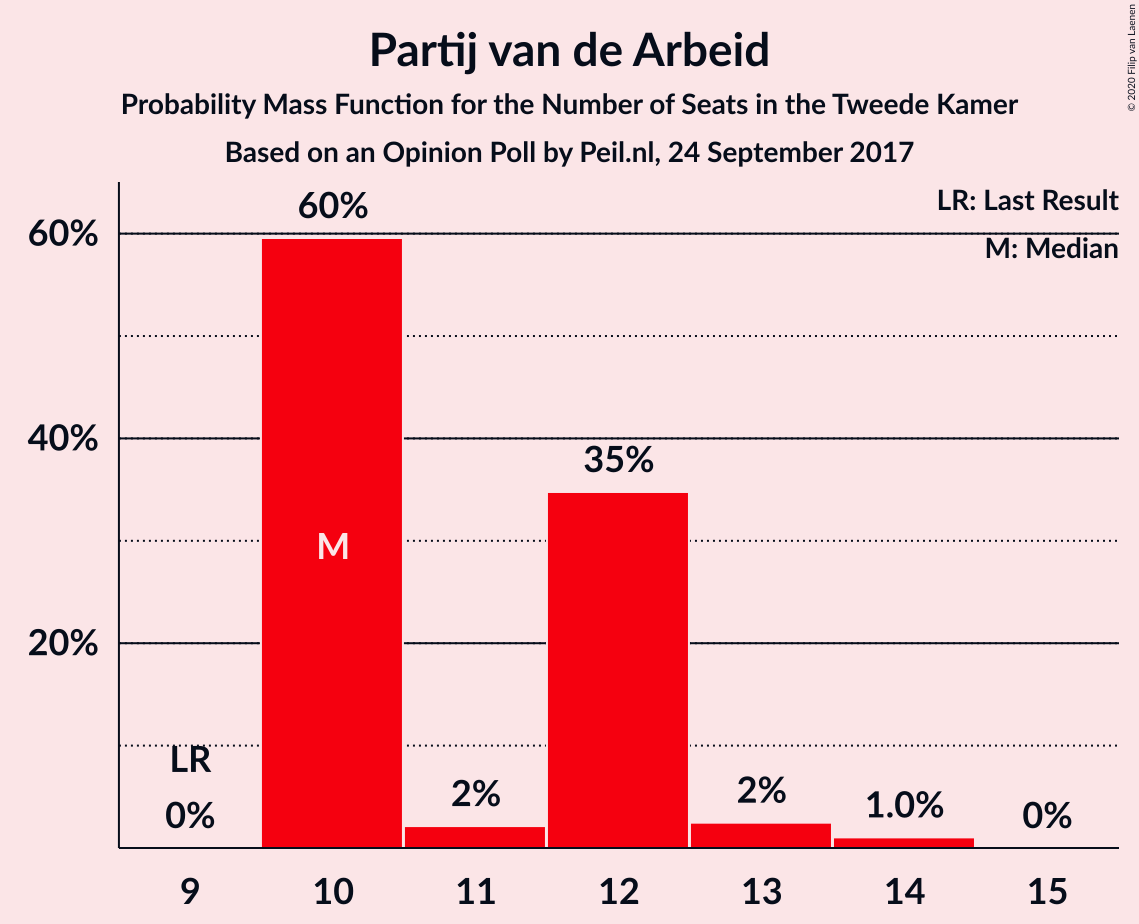 Partij van de Arbeid
Probability Mass Function for the Number of Seats in the Tweede Kamer
Based on an Opinion Poll by Peil.nl, 24 September 2017
© 2020 Filip van Laenen
LR: Last Result
M: Median
60%
40%
20%
LR
0%
60%
M
2%
35%
2%
1.0%
0%
9 10 11 12 13 14 15